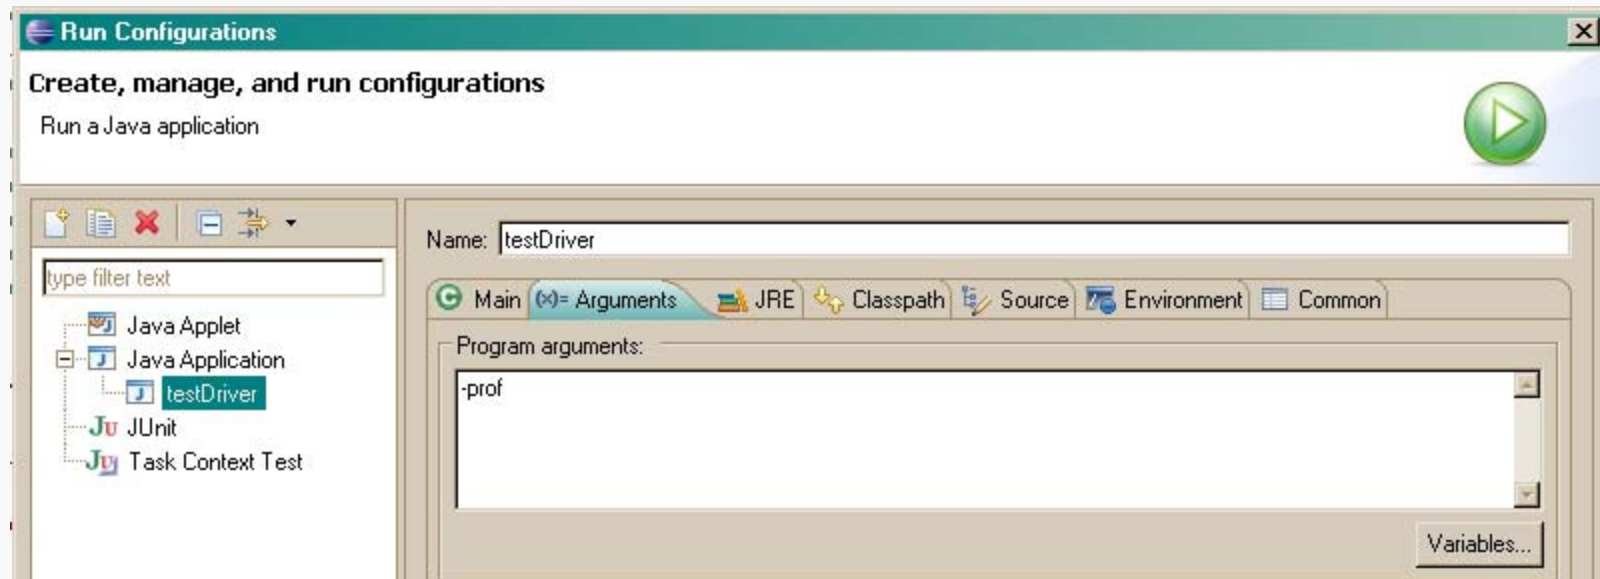 Run Configurations
Create, manage, and run configurations
Run a Java application
type filter text
Java Applet
Java Application
testDriver
JUnit
Task Context Test
Name: testDriver
Main (x)= Arguments JRE Classpath Source Environment Common
Program arguments:
-prof
Variables...